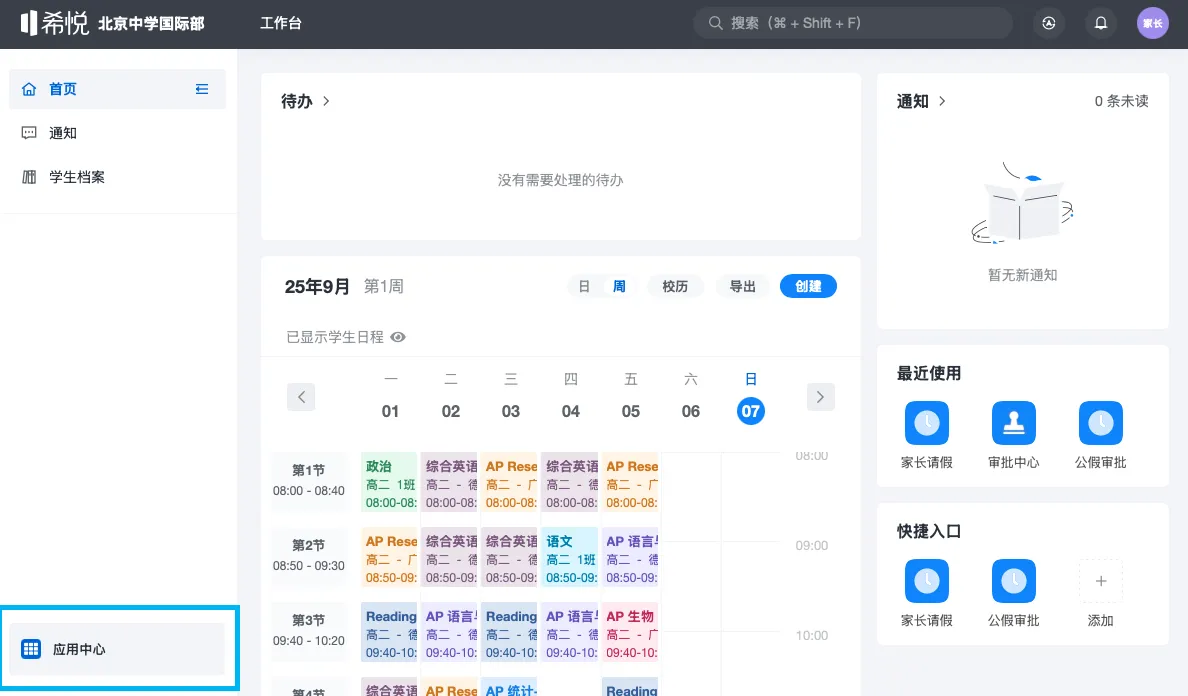 希悦 北京中学国际部 工作台 搜索（⌘ + Shift + F） 家长
首页
通知
学生档案
应用中心
待办
没有需要处理的待办
25年9月 第1周 日 周 校历 导出 创建
已显示学生日程
一 二 三 四 五 六 日
01 02 03 04 05 06 07
第1节
08:00 - 08:40
政治 综合英语 AP Rese 综合英语 AP Rese
高二 1班 高二 - 德 高二 - 广 高二 - 德 高二 - 广
08:00-08: 08:00-08: 08:00-08: 08:00-08: 08:00-08:
08:00
第2节
08:50 - 09:30
AP Rese 综合英语 综合英语 语文 AP 语言与
高二 - 广 高二 - 德 高二 - 德 高二 1班 高二 - 德
08:50-09: 08:50-09: 08:50-09: 08:50-09: 08:50-09:
09:00
第3节
09:40 - 10:20
Reading AP 语言与 Reading AP 语言与 AP 生物
高二 - 德 高二 - 德 高二 - 德 高二 - 德 高二 - 广
09:40-10: 09:40-10: 09:40-10: 09:40-10: 09:40-10:
10:00
第4节
综合英语 AP Rese AP 统计- Reading
通知 0 条未读
暂无新通知
最近使用
家长请假 审批中心 公假审批
快捷入口
家长请假 公假审批 添加